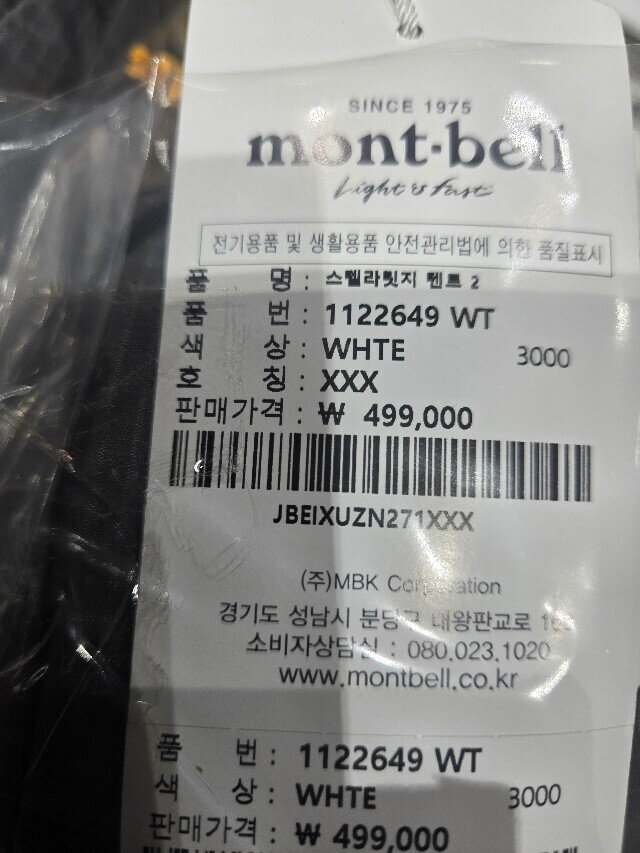 SINCE 1975
mont-bell
Light & Fast
전기용품 및 생활용품 안전관리법에 의한 품질표시
품 명 : 스텔라릿지 텐트 2
품 번 : 1122649 WT
색 상 : WHTE 3000
호 칭 : XXX
판매가격 : ₩ 499,000
JBEIXUZN271XXX
(주)MBK
경기도 성남시 분당구 대왕판교로
소비자상담실 : 080.023.1020
www.montbell.co.kr
품 번 : 1122649 WT
색 상 : WHTE 3000
판매가격 : ₩ 499,000